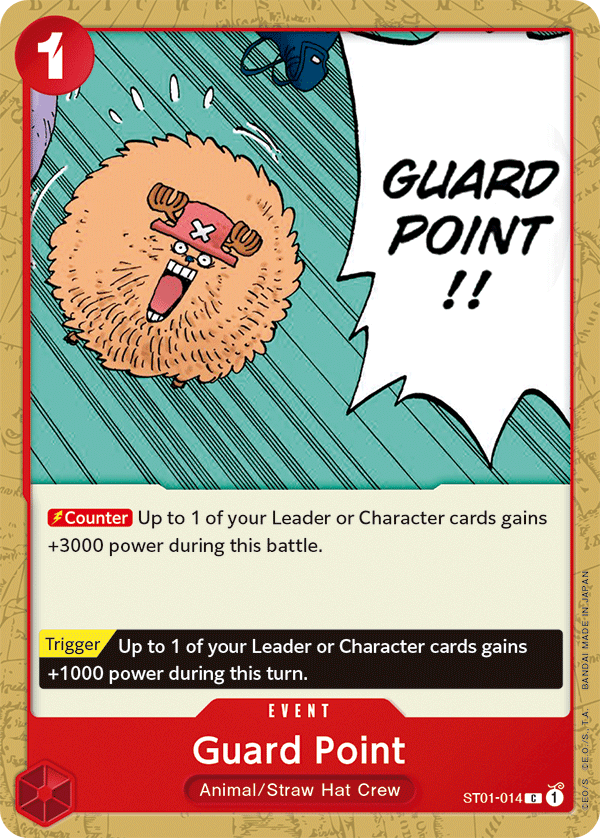 1
GUARD
POINT
!!
Counter Up to 1 of your Leader or Character cards gains
+3000 power during this battle.
Trigger Up to 1 of your Leader or Character cards gains
+1000 power during this turn.
EVENT
Guard Point
Animal/Straw Hat Crew
ST01-014 C 1
©E.O./S., ©E.O./S.,T.A. BANDAI MADE IN JAPAN